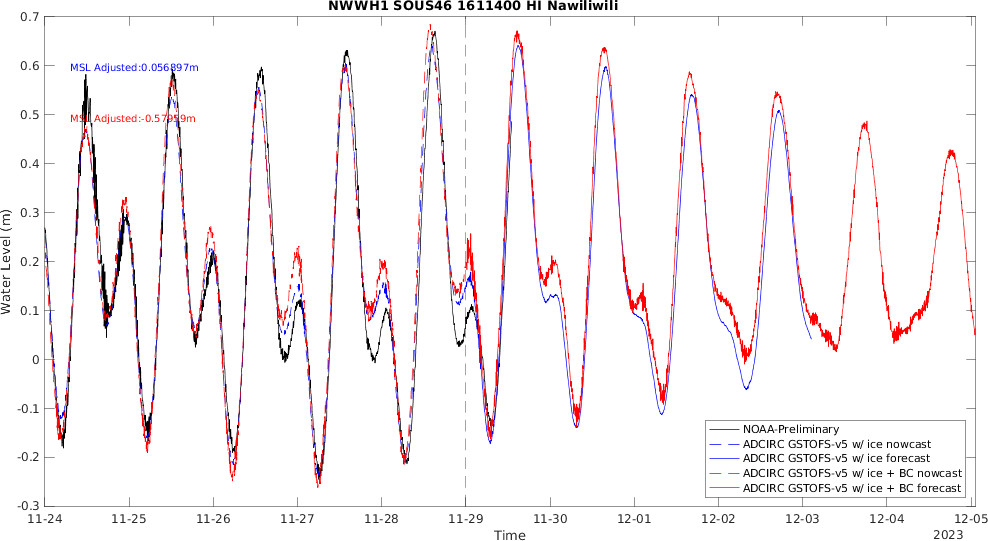 NWWH1 SOUS46 1611400 HI Nawiliwili
0.7
0.6
0.5
0.4
0.3
0.2
0.1
0
-0.1
-0.2
-0.3
Water Level (m)
MSL Adjusted:0.056897m
MSL Adjusted:-0.57959m
NOAA-Preliminary
ADCIRC GSTOFS-v5 w/ ice nowcast
ADCIRC GSTOFS-v5 w/ ice forecast
ADCIRC GSTOFS-v5 w/ ice + BC nowcast
ADCIRC GSTOFS-v5 w/ ice + BC forecast
11-24 11-25 11-26 11-27 11-28 11-29 11-30 12-01 12-02 12-03 12-04 12-05
Time
2023